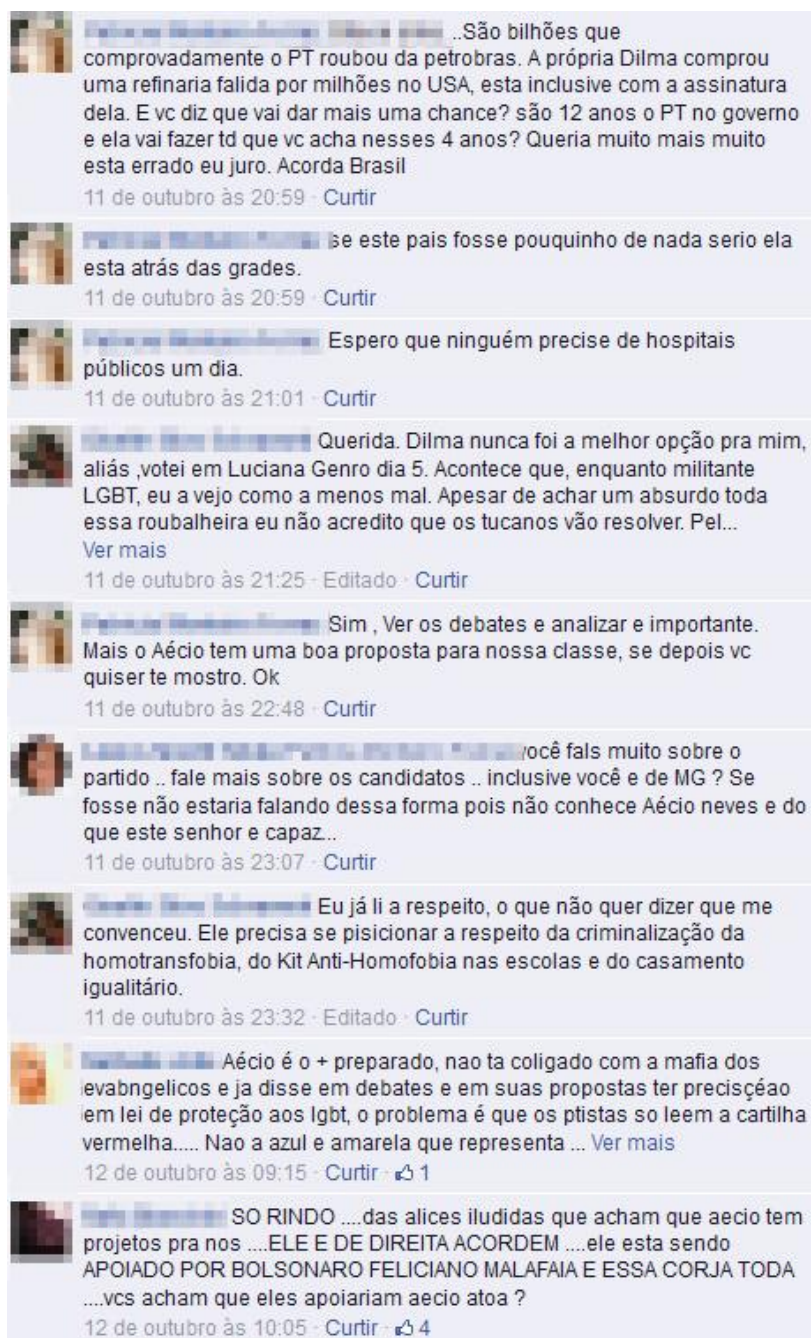 ..São bilhões que
comprovadamente o PT roubou da petrobras. A própria Dilma comprou
uma refinaria falida por milhões no USA, esta inclusive com a assinatura
dela. E vc diz que vai dar mais uma chance? são 12 anos o PT no governo
e ela vai fazer td que vc acha nesses 4 anos? Queria muito mais muito
esta errado eu juro. Acorda Brasil
11 de outubro às 20:59 · Curtir
se este pais fosse pouquinho de nada serio ela
esta atrás das grades.
11 de outubro às 20:59 · Curtir
Espero que ninguém precise de hospitais
públicos um dia.
11 de outubro às 21:01 · Curtir
Querida. Dilma nunca foi a melhor opção pra mim,
aliás ,votei em Luciana Genro dia 5. Acontece que, enquanto militante
LGBT, eu a vejo como a menos mal. Apesar de achar um absurdo toda
essa roubalheira eu não acredito que os tucanos vão resolver. Pel...
Ver mais
11 de outubro às 21:25 · Editado · Curtir
Sim , Ver os debates e analizar e importante.
Mais o Aécio tem uma boa proposta para nossa classe, se depois vc
quiser te mostro. Ok
11 de outubro às 22:48 · Curtir
você fals muito sobre o
partido .. fale mais sobre os candidatos .. inclusive você e de MG ? Se
fosse não estaria falando dessa forma pois não conhece Aécio neves e do
que este senhor e capaz...
11 de outubro às 23:07 · Curtir
Eu já li a respeito, o que não quer dizer que me
convenceu. Ele precisa se pisicionar a respeito da criminalização da
homotransfobia, do Kit Anti-Homofobia nas escolas e do casamento
igualitário.
11 de outubro às 23:32 · Editado · Curtir
Aécio é o + preparado, nao ta coligado com a mafia dos
evabngelicos e ja disse em debates e em suas propostas ter precisçéao
em lei de proteção aos lgbt, o problema é que os ptistas so leem a cartilha
vermelha..... Nao a azul e amarela que representa ... Ver mais
12 de outubro às 09:15 · Curtir · 1
SO RINDO ....das alices iludidas que acham que aecio tem
projetos pra nos ....ELE E DE DIREITA ACORDEM ....ele esta sendo
APOIADO POR BOLSONARO FELICIANO MALAFAIA E ESSA CORJA TODA
....vcs acham que eles apoiariam aecio atoa ?
12 de outubro às 10:05 · Curtir · 4